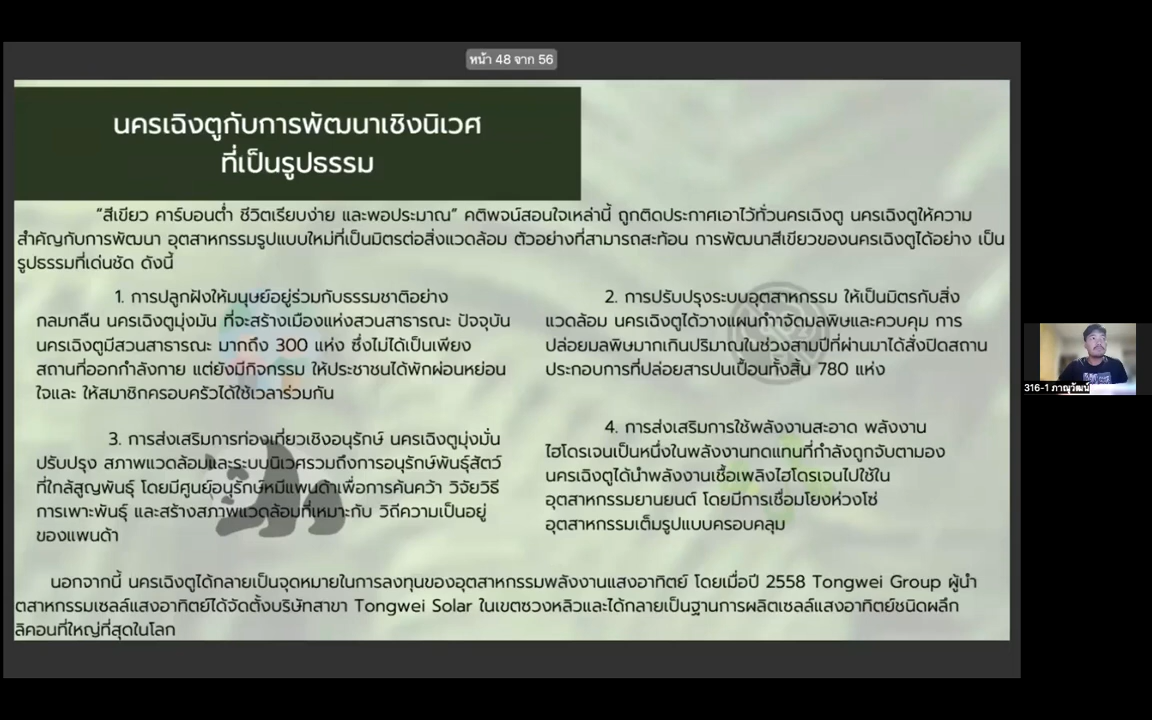 หน้า 48 จาก 56
นครเฉิงตูกับการพัฒนาเชิงนิเวศ
ที่เป็นรูปธรรม
“สีเขียว คาร์บอนต่ำ ชีวิตเรียบง่าย และพอประมาณ” คติพจน์สอนใจเหล่านี้ ถูกติดประกาศเอาไว้ทั่วนครเฉิงตู นครเฉิงตูให้ความ
สำคัญกับการพัฒนา อุตสาหกรรมรูปแบบใหม่ที่เป็นมิตรต่อสิ่งแวดล้อม ตัวอย่างที่สามารถสะท้อน การพัฒนาสีเขียวของนครเฉิงตูได้อย่าง เป็น
รูปธรรมที่เด่นชัด ดังนี้
1. การปลูกฝังให้มนุษย์อยู่ร่วมกับธรรมชาติอย่าง
กลมกลืน นครเฉิงตูมุ่งมัน ที่จะสร้างเมืองแห่งสวนสาธารณะ ปัจจุบัน
นครเฉิงตูมีสวนสาธารณะ มากถึง 300 แห่ง ซึ่งไม่ได้เป็นเพียง
สถานที่ออกกำลังกาย แต่ยังมีกิจกรรม ให้ประชาชนได้พักผ่อนหย่อน
ใจและ ให้สมาชิกครอบครัวได้ใช้เวลาร่วมกัน
2. การปรับปรุงระบบอุตสาหกรรม ให้เป็นมิตรกับสิ่ง
แวดล้อม นครเฉิงตูได้วางแผนกำาจัดมลพิษและควบคุม การ
ปล่อยมลพิษมากเกินปริมาณในช่วงสามปีที่ผ่านมาได้สั่งปิดสถาน
ประกอบการที่ปล่อยสารปนเปื้อนทั้งสิ้น 780 แห่ง
3. การส่งเสริมการท่องเที่ยวเชิงอนุรักษ์ นครเฉิงตูมุ่งมั่น
ปรับปรุง สภาพแวดล้อมและระบบนิเวศรวมถึงการอนุรักษ์พันธุ์สัตว์
ที่ใกล้สูญพันธุ์ โดยมีศูนย์อนุรักษ์หมีแพนด้าเพื่อการค้นคว้า วิจัยวิธี
การเพาะพันธุ์ และสร้างสภาพแวดล้อมที่เหมาะกับ วิถีความเป็นอยู่
ของแพนด้า
4. การส่งเสริมการใช้พลังงานสะอาด พลังงาน
ไฮโดรเจนเป็นหนึ่งในพลังงานทดแทนที่กำลังถูกจับตามอง
นครเฉิงตูได้นำพลังงานเชื้อเพลิงไฮโดรเจนไปใช้ใน
อุตสาหกรรมยานยนต์ โดยมีการเชื่อมโยงห่วงโซ่
อุตสาหกรรมเต็มรูปแบบครอบคลุม
นอกจากนี้ นครเฉิงตูได้กลายเป็นจุดหมายในการลงทุนของอุตสาหกรรมพลังงานแสงอาทิตย์ โดยเมื่อปี 2558 Tongwei Group ผู้นำ
ตสาหกรรมเซลล์แสงอาทิตย์ได้จัดตั้งบริษัทสาขา Tongwei Solar ในเขตซวงหลิวและได้กลายเป็นฐานการผลิตเซลล์แสงอาทิตย์ชนิดผลึก
ลิคอนที่ใหญ่ที่สุดในโลก
316-1 ภาณุวัฒน์